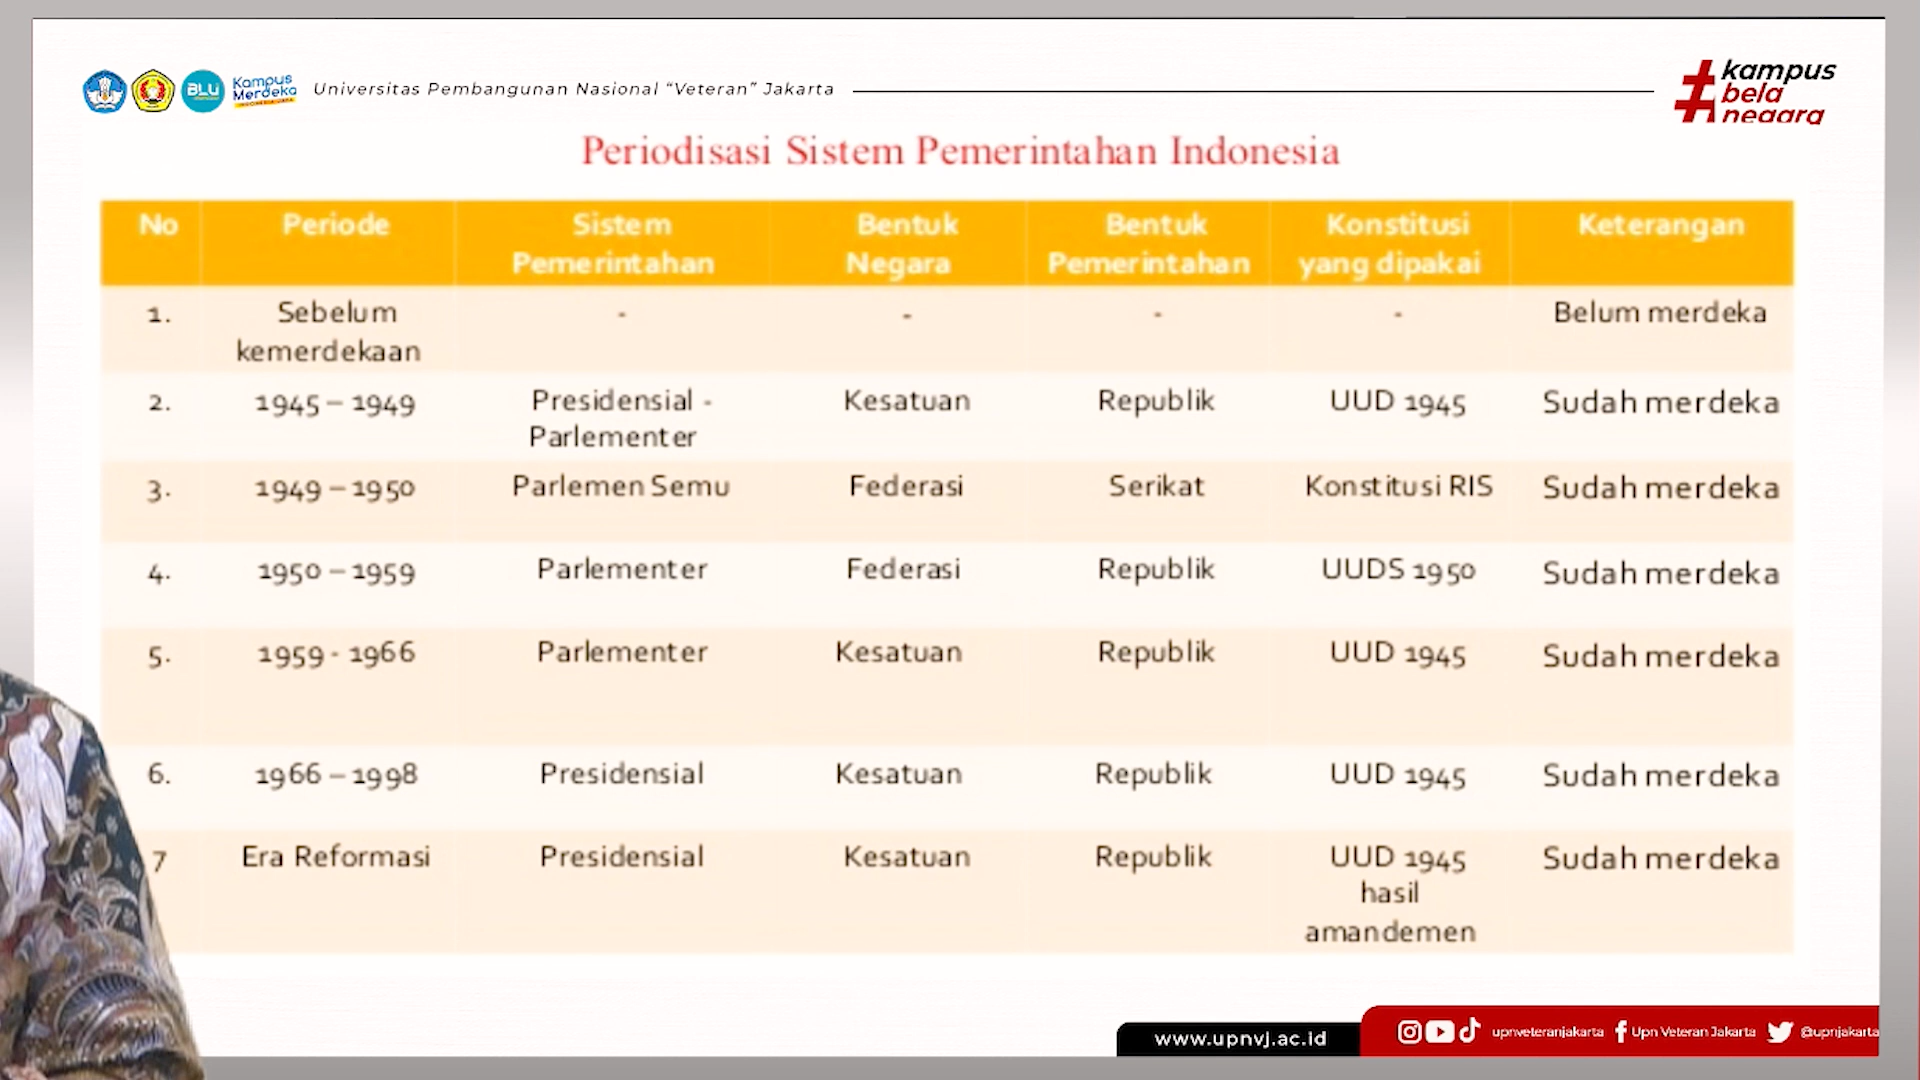 BLU
Kampus
Merdeka
Universitas Pembangunan Nasional "Veteran" Jakarta
#kampus
bela
negara
Periodisasi Sistem Pemerintahan Indonesia
No Periode Sistem Pemerintahan Bentuk Negara Bentuk Pemerintahan Konstitusi yang dipakai Keterangan
1. Sebelum kemerdekaan - - - - Belum merdeka
2. 1945 – 1949 Presidensial - Parlementer Kesatuan Republik UUD 1945 Sudah merdeka
3. 1949 – 1950 Parlemen Semu Federasi Serikat Konstitusi RIS Sudah merdeka
4. 1950 – 1959 Parlementer Federasi Republik UUDS 1950 Sudah merdeka
5. 1959 - 1966 Parlementer Kesatuan Republik UUD 1945 Sudah merdeka
6. 1966 – 1998 Presidensial Kesatuan Republik UUD 1945 Sudah merdeka
7 Era Reformasi Presidensial Kesatuan Republik UUD 1945 hasil amandemen Sudah merdeka
www.upnvj.ac.id
upnveteranjakarta Upn Veteran Jakarta @upnjakarta